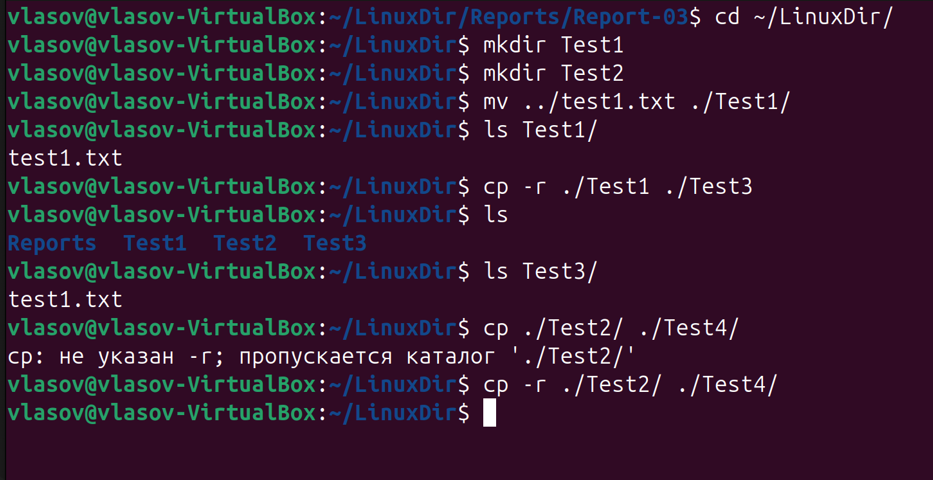 vlasov@vlasov-VirtualBox:~/LinuxDir/Reports/Report-03$ cd ~/LinuxDir/
vlasov@vlasov-VirtualBox:~/LinuxDir$ mkdir Test1
vlasov@vlasov-VirtualBox:~/LinuxDir$ mkdir Test2
vlasov@vlasov-VirtualBox:~/LinuxDir$ mv ../test1.txt ./Test1/
vlasov@vlasov-VirtualBox:~/LinuxDir$ ls Test1/
test1.txt
vlasov@vlasov-VirtualBox:~/LinuxDir$ cp -r ./Test1 ./Test3
vlasov@vlasov-VirtualBox:~/LinuxDir$ ls
Reports  Test1  Test2  Test3
vlasov@vlasov-VirtualBox:~/LinuxDir$ ls Test3/
test1.txt
vlasov@vlasov-VirtualBox:~/LinuxDir$ cp ./Test2/ ./Test4/
cp: не указан -r; пропускается каталог './Test2/'
vlasov@vlasov-VirtualBox:~/LinuxDir$ cp -r ./Test2/ ./Test4/
vlasov@vlasov-VirtualBox:~/LinuxDir$